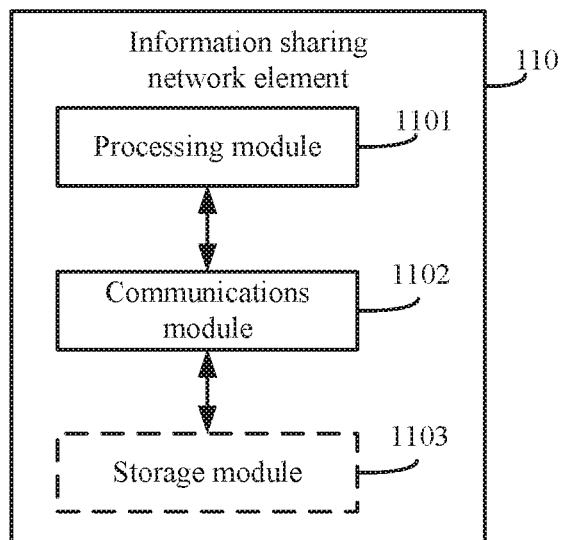 Information sharing
network element
110
1101
Processing module
1102
Communications
module
1103
Storage module